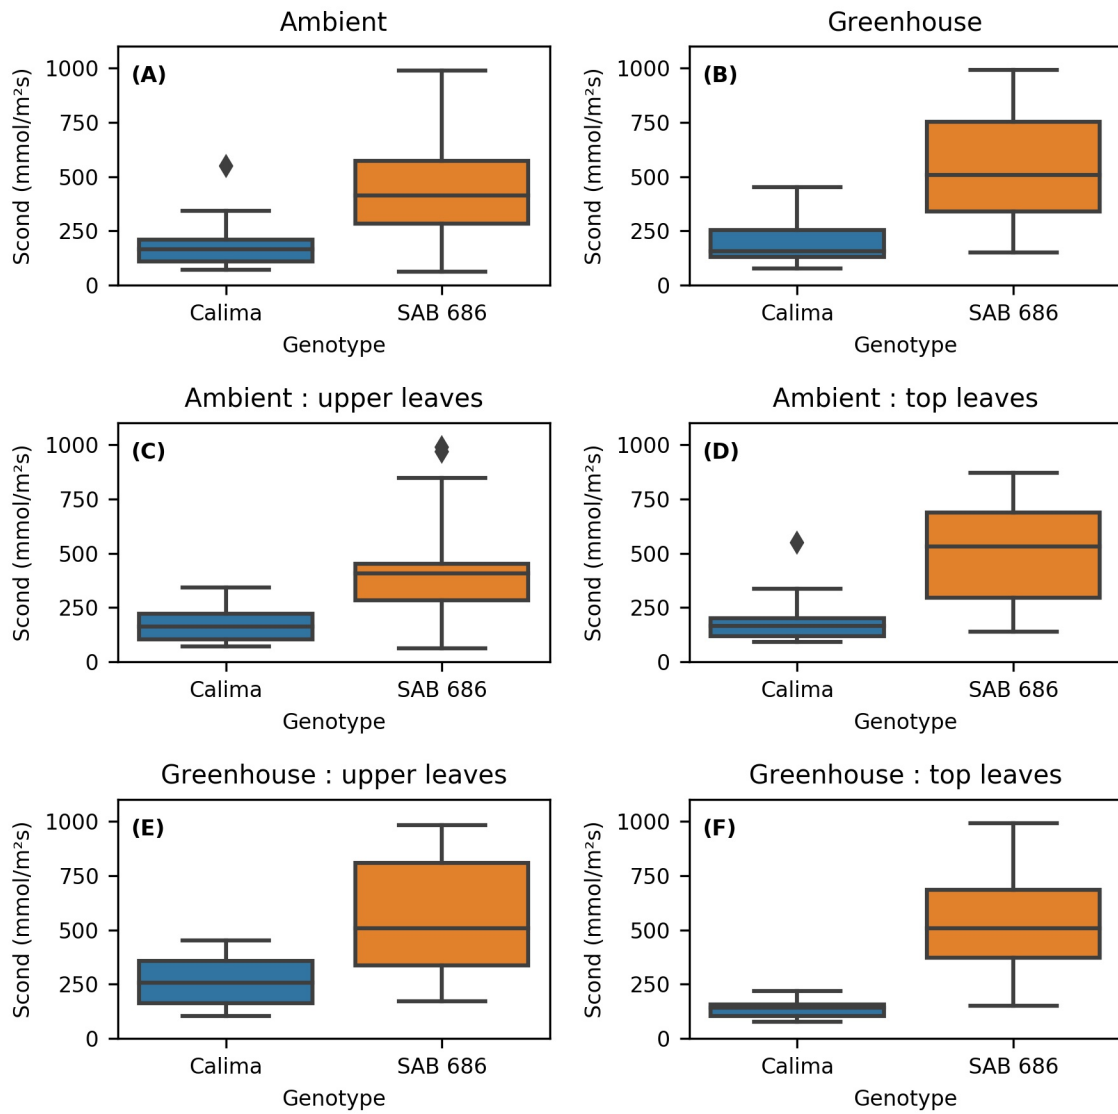 Ambient
Scond (mmol/m²s)
1000
750
500
250
0
(A)
Calima
SAB 686
Genotype
Greenhouse
Scond (mmol/m²s)
1000
750
500
250
0
(B)
Calima
SAB 686
Genotype
Ambient : upper leaves
Scond (mmol/m²s)
1000
750
500
250
0
(C)
Calima
SAB 686
Genotype
Ambient : top leaves
Scond (mmol/m²s)
1000
750
500
250
0
(D)
Calima
SAB 686
Genotype
Greenhouse : upper leaves
Scond (mmol/m²s)
1000
750
500
250
0
(E)
Calima
SAB 686
Genotype
Greenhouse : top leaves
Scond (mmol/m²s)
1000
750
500
250
0
(F)
Calima
SAB 686
Genotype